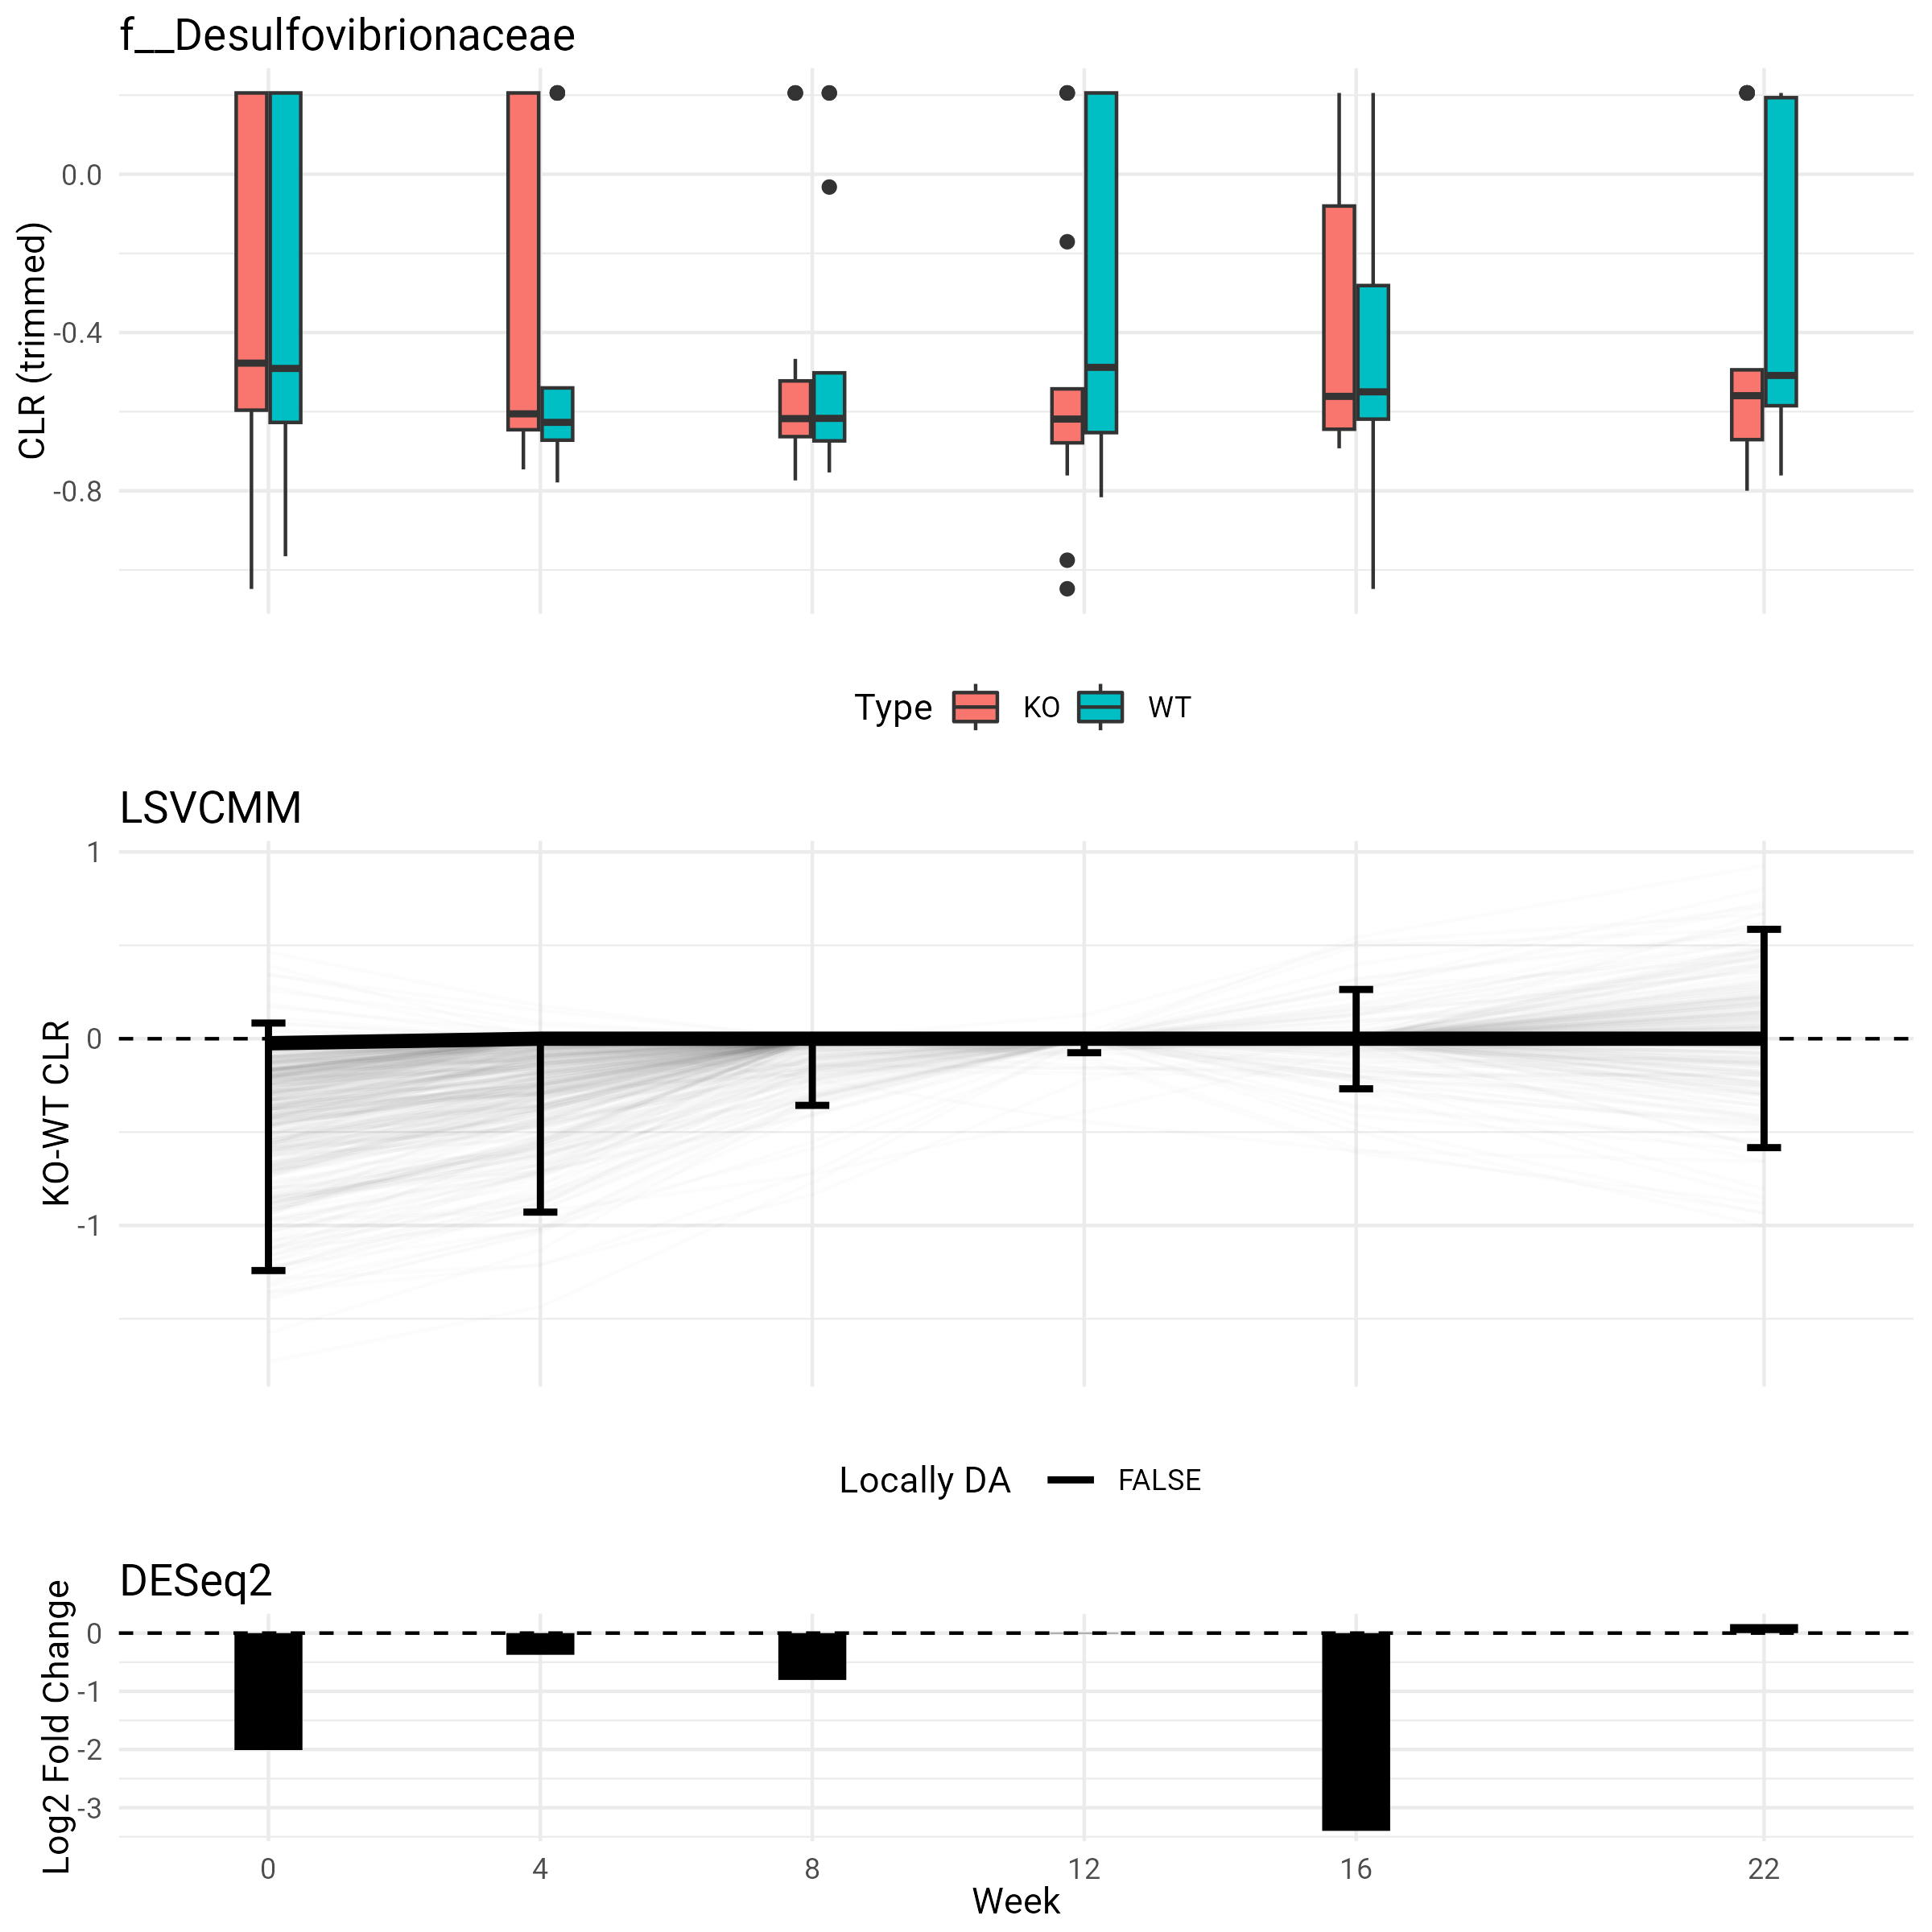 f__Desulfovibrionaceae
CLR (trimmed)
0.0
-0.4
-0.8
Type KO WT
LSVCMM
KO-WT CLR
1
0
-1
Locally DA FALSE
DESeq2
Log2 Fold Change
0
-1
-2
-3
0 4 8 12 16 22
Week